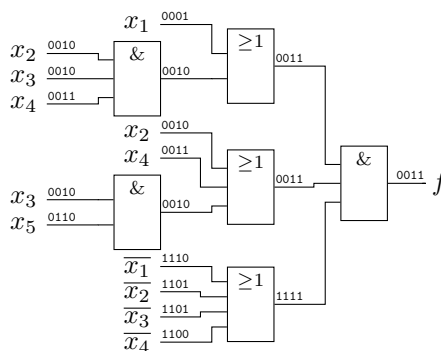 x₁ 0001
≥1
x₂ 0010
&
0011
x₃ 0010
0010
x₄ 0011
x₂ 0010
x₄ 0011
≥1
&
0011
f
0011
x₃ 0010
&
0010
x₅ 0110
x̅₁ 1110
x̅₂ 1101
≥1
1111
x̅₃ 1101
x̅₄ 1100